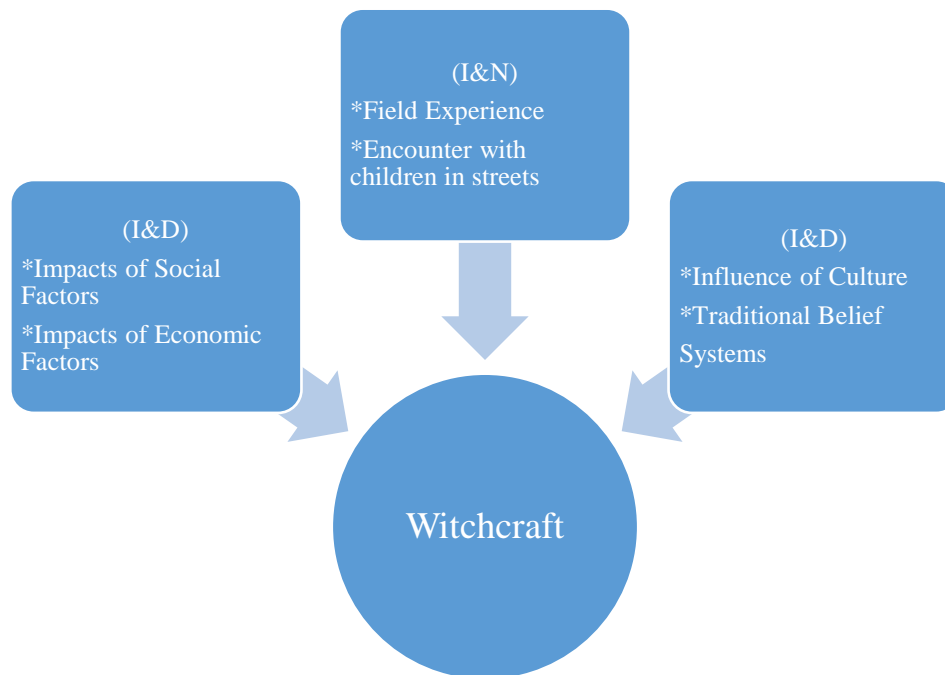 (I&N)
*Field Experience
*Encounter with
children in streets
(I&D)
*Impacts of Social
Factors
*Impacts of Economic
Factors
(I&D)
*Influence of Culture
*Traditional Belief
Systems
Witchcraft